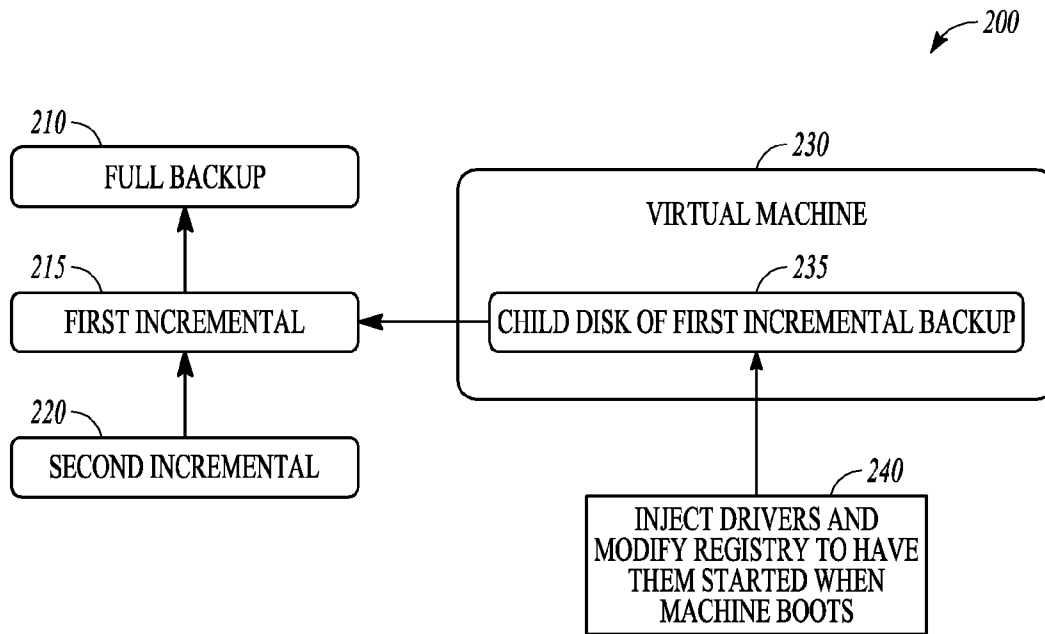 200
210
FULL BACKUP
230
VIRTUAL MACHINE
215
FIRST INCREMENTAL
235
CHILD DISK OF FIRST INCREMENTAL BACKUP
220
SECOND INCREMENTAL
240
INJECT DRIVERS AND
MODIFY REGISTRY TO HAVE
THEM STARTED WHEN
MACHINE BOOTS